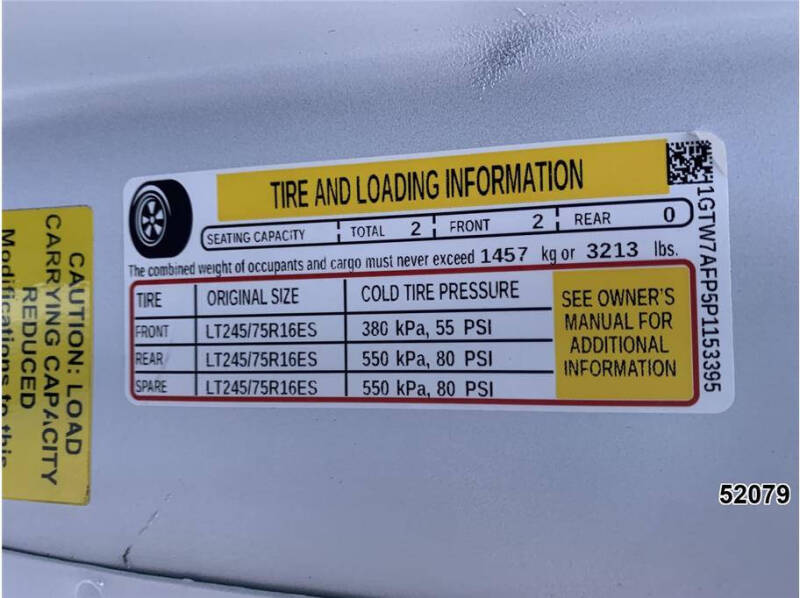 TIRE AND LOADING INFORMATION
SEATING CAPACITY TOTAL 2 FRONT 2 REAR 0
The combined weight of occupants and cargo must never exceed 1457 kg or 3213 lbs.
TIRE ORIGINAL SIZE COLD TIRE PRESSURE
FRONT LT245/75R16ES 380 kPa, 55 PSI
REAR LT245/75R16ES 550 kPa, 80 PSI
SPARE LT245/75R16ES 550 kPa, 80 PSI
SEE OWNER'S
MANUAL FOR
ADDITIONAL
INFORMATION
1GTW7AFP5P1153395
CAUTION: LOAD
CARRYING CAPACITY
REDUCED
Modifications to this
52079